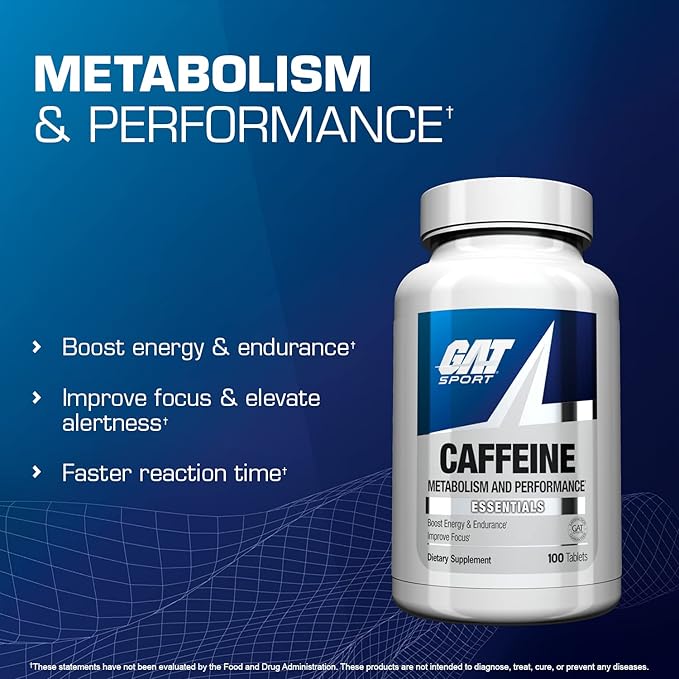 METABOLISM
& PERFORMANCE†
Boost energy & endurance†
Improve focus & elevate
alertness†
Faster reaction time†
GAT
SPORT
CAFFEINE
METABOLISM AND PERFORMANCE
ESSENTIALS
Boost Energy & Endurance†
Improve Focus†
GAT
Dietary Supplement
100 Tablets
†These statements have not been evaluated by the Food and Drug Administration. These products are not intended to diagnose, treat, cure, or prevent any diseases.